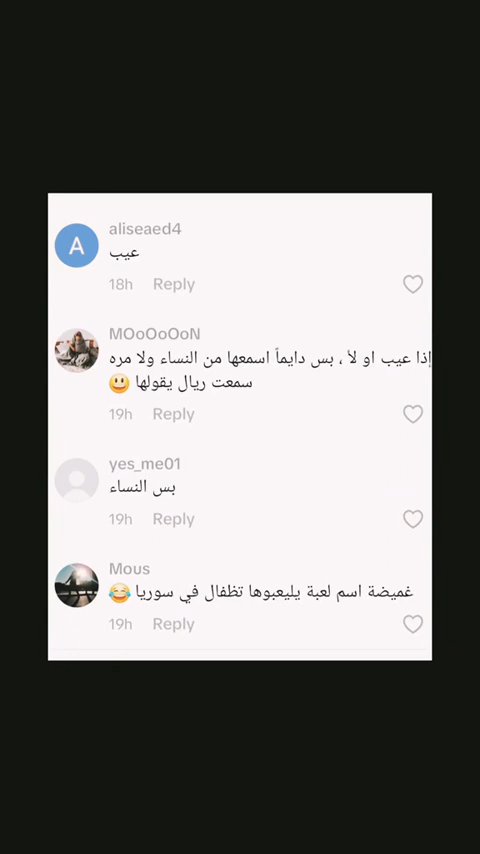 aliseaed4
عيب
18h Reply
MOoOoOoN
إذا عيب او لأ ، بس دايماً اسمعها من النساء ولا مره
سمعت ريال يقولها 😃
19h Reply
yes_me01
بس النساء
19h Reply
Mous
غميضة اسم لعبة يليعبوها تظفال في سوريا 😂
19h Reply
A